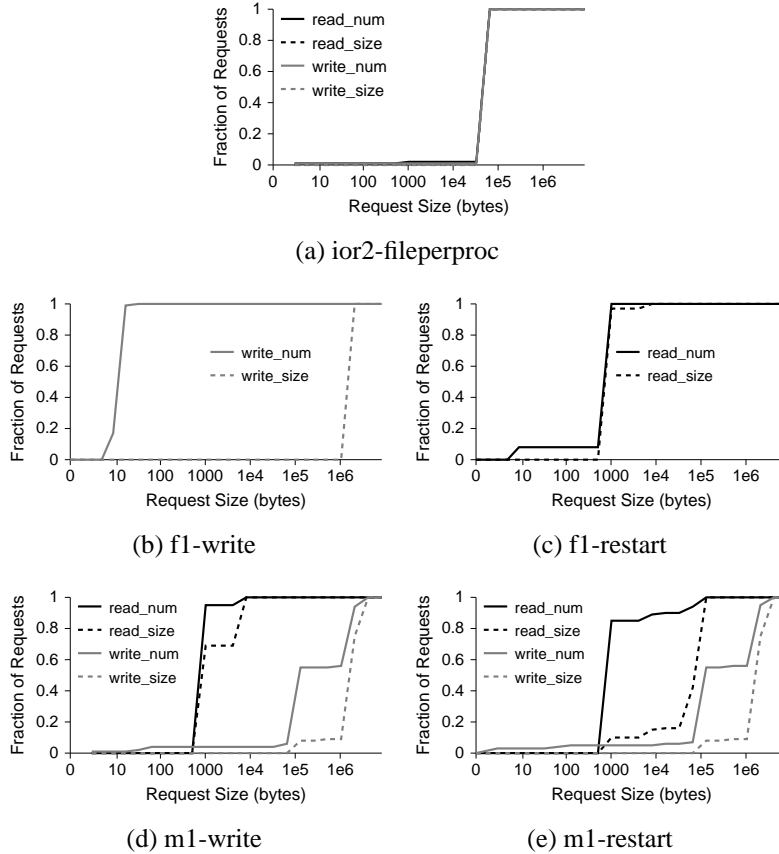 read_num
read_size
write_num
write_size
Fraction of Requests
1
0.8
0.6
0.4
0.2
0
0 10 100 1000 1e4 1e5 1e6
Request Size (bytes)
(a) ior2-fileperproc
Fraction of Requests
1
0.8
0.6
0.4
0.2
0
write_num
write_size
0 10 100 1000 1e4 1e5 1e6
Request Size (bytes)
(b) f1-write
Fraction of Requests
1
0.8
0.6
0.4
0.2
0
read_num
read_size
0 10 100 1000 1e4 1e5 1e6
Request Size (bytes)
(c) f1-restart
Fraction of Requests
1
0.8
0.6
0.4
0.2
0
read_num
read_size
write_num
write_size
0 10 100 1000 1e4 1e5 1e6
Request Size (bytes)
(d) m1-write
Fraction of Requests
1
0.8
0.6
0.4
0.2
0
read_num
read_size
write_num
write_size
0 10 100 1000 1e4 1e5 1e6
Request Size (bytes)
(e) m1-restart